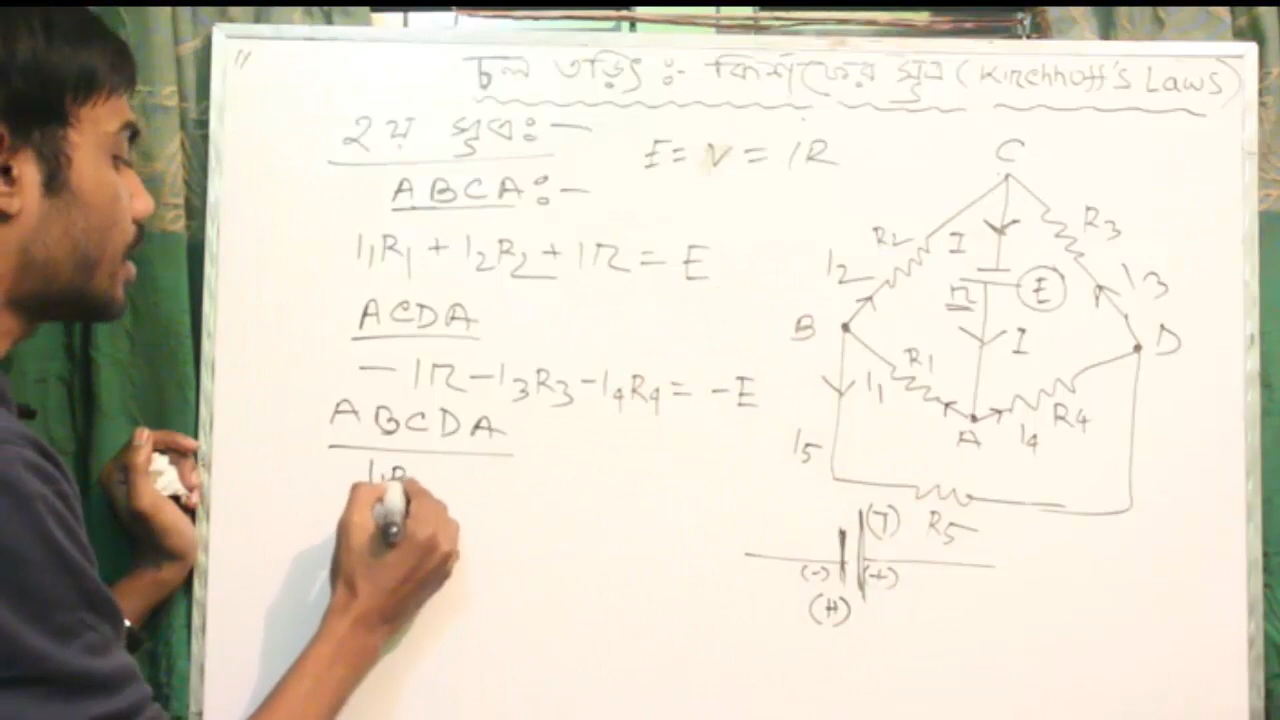 চল তড়িৎ :- কির্শফের সূত্র (Kirchhoff's Laws)
২য় সূত্র :-
E = V = IR
ABCA :-
I₁R₁ + I₂R₂ + Ir = E
ACDA
- Ir - I₃R₃ - I₄R₄ = -E
ABCDA
I₁R
C
R₂
I
R₃
I₂
r
E
I₃
B
I
D
R₁
I₁
R₄
A
I₄
I₅
R₅
(T)
(-)
(+)
(H)